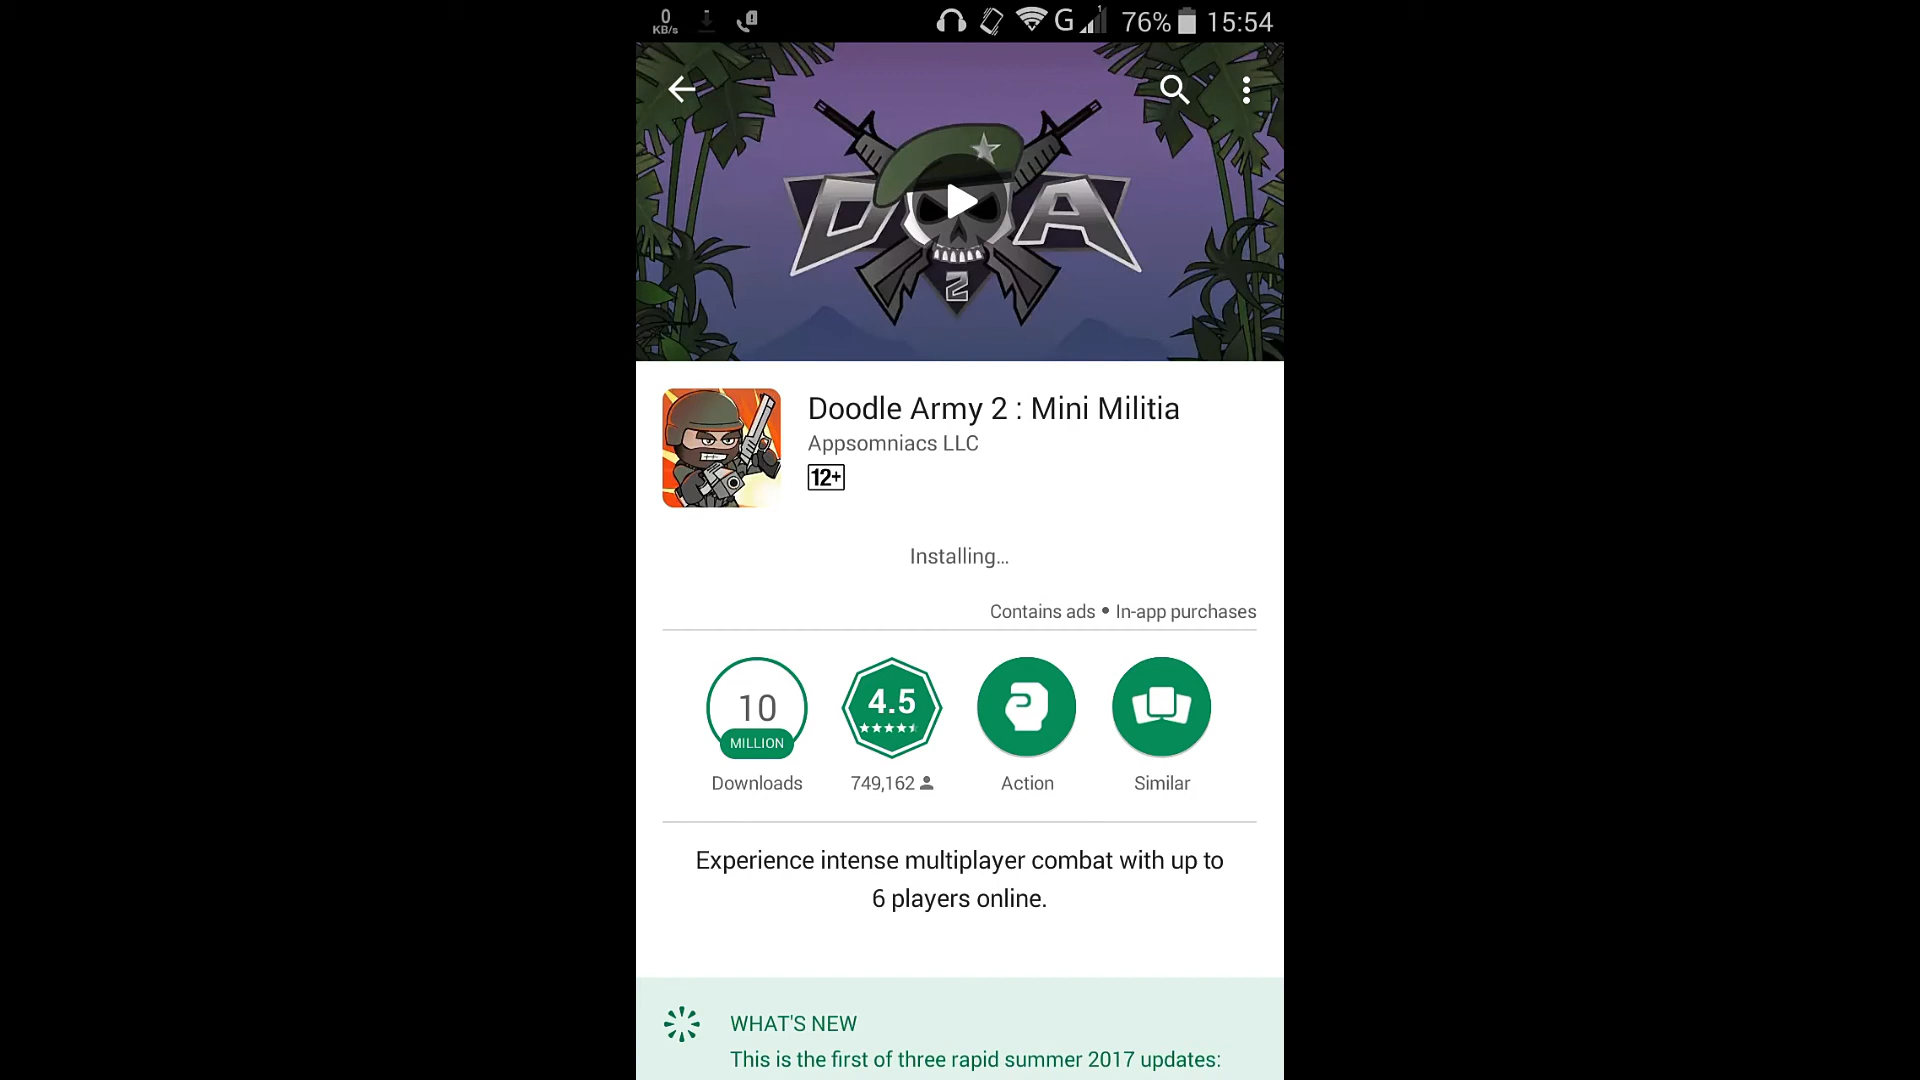 0
KB/s
G 1 76% 15:54
D A
2
Doodle Army 2 : Mini Militia
Appsomniacs LLC
12+
Installing...
Contains ads • In-app purchases
10
MILLION
Downloads
4.5
749,162
Action
Similar
Experience intense multiplayer combat with up to
6 players online.
WHAT'S NEW
This is the first of three rapid summer 2017 updates: